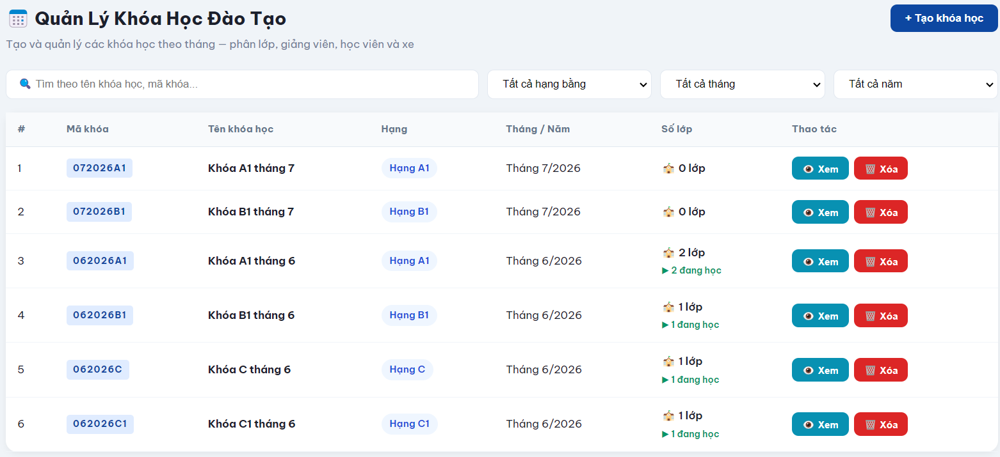 Quản Lý Khóa Học Đào Tạo
+ Tạo khóa học
Tạo và quản lý các khóa học theo tháng — phân lớp, giảng viên, học viên và xe
Tìm theo tên khóa học, mã khóa...
Tất cả hạng bằng
Tất cả tháng
Tất cả năm
# Mã khóa Tên khóa học Hạng Tháng / Năm Số lớp Thao tác
1 072026A1 Khóa A1 tháng 7 Hạng A1 Tháng 7/2026 0 lớp Xem Xóa
2 072026B1 Khóa B1 tháng 7 Hạng B1 Tháng 7/2026 0 lớp Xem Xóa
3 062026A1 Khóa A1 tháng 6 Hạng A1 Tháng 6/2026 2 lớp Xem Xóa
▶ 2 đang học
4 062026B1 Khóa B1 tháng 6 Hạng B1 Tháng 6/2026 1 lớp Xem Xóa
▶ 1 đang học
5 062026C Khóa C tháng 6 Hạng C Tháng 6/2026 1 lớp Xem Xóa
▶ 1 đang học
6 062026C1 Khóa C1 tháng 6 Hạng C1 Tháng 6/2026 1 lớp Xem Xóa
▶ 1 đang học